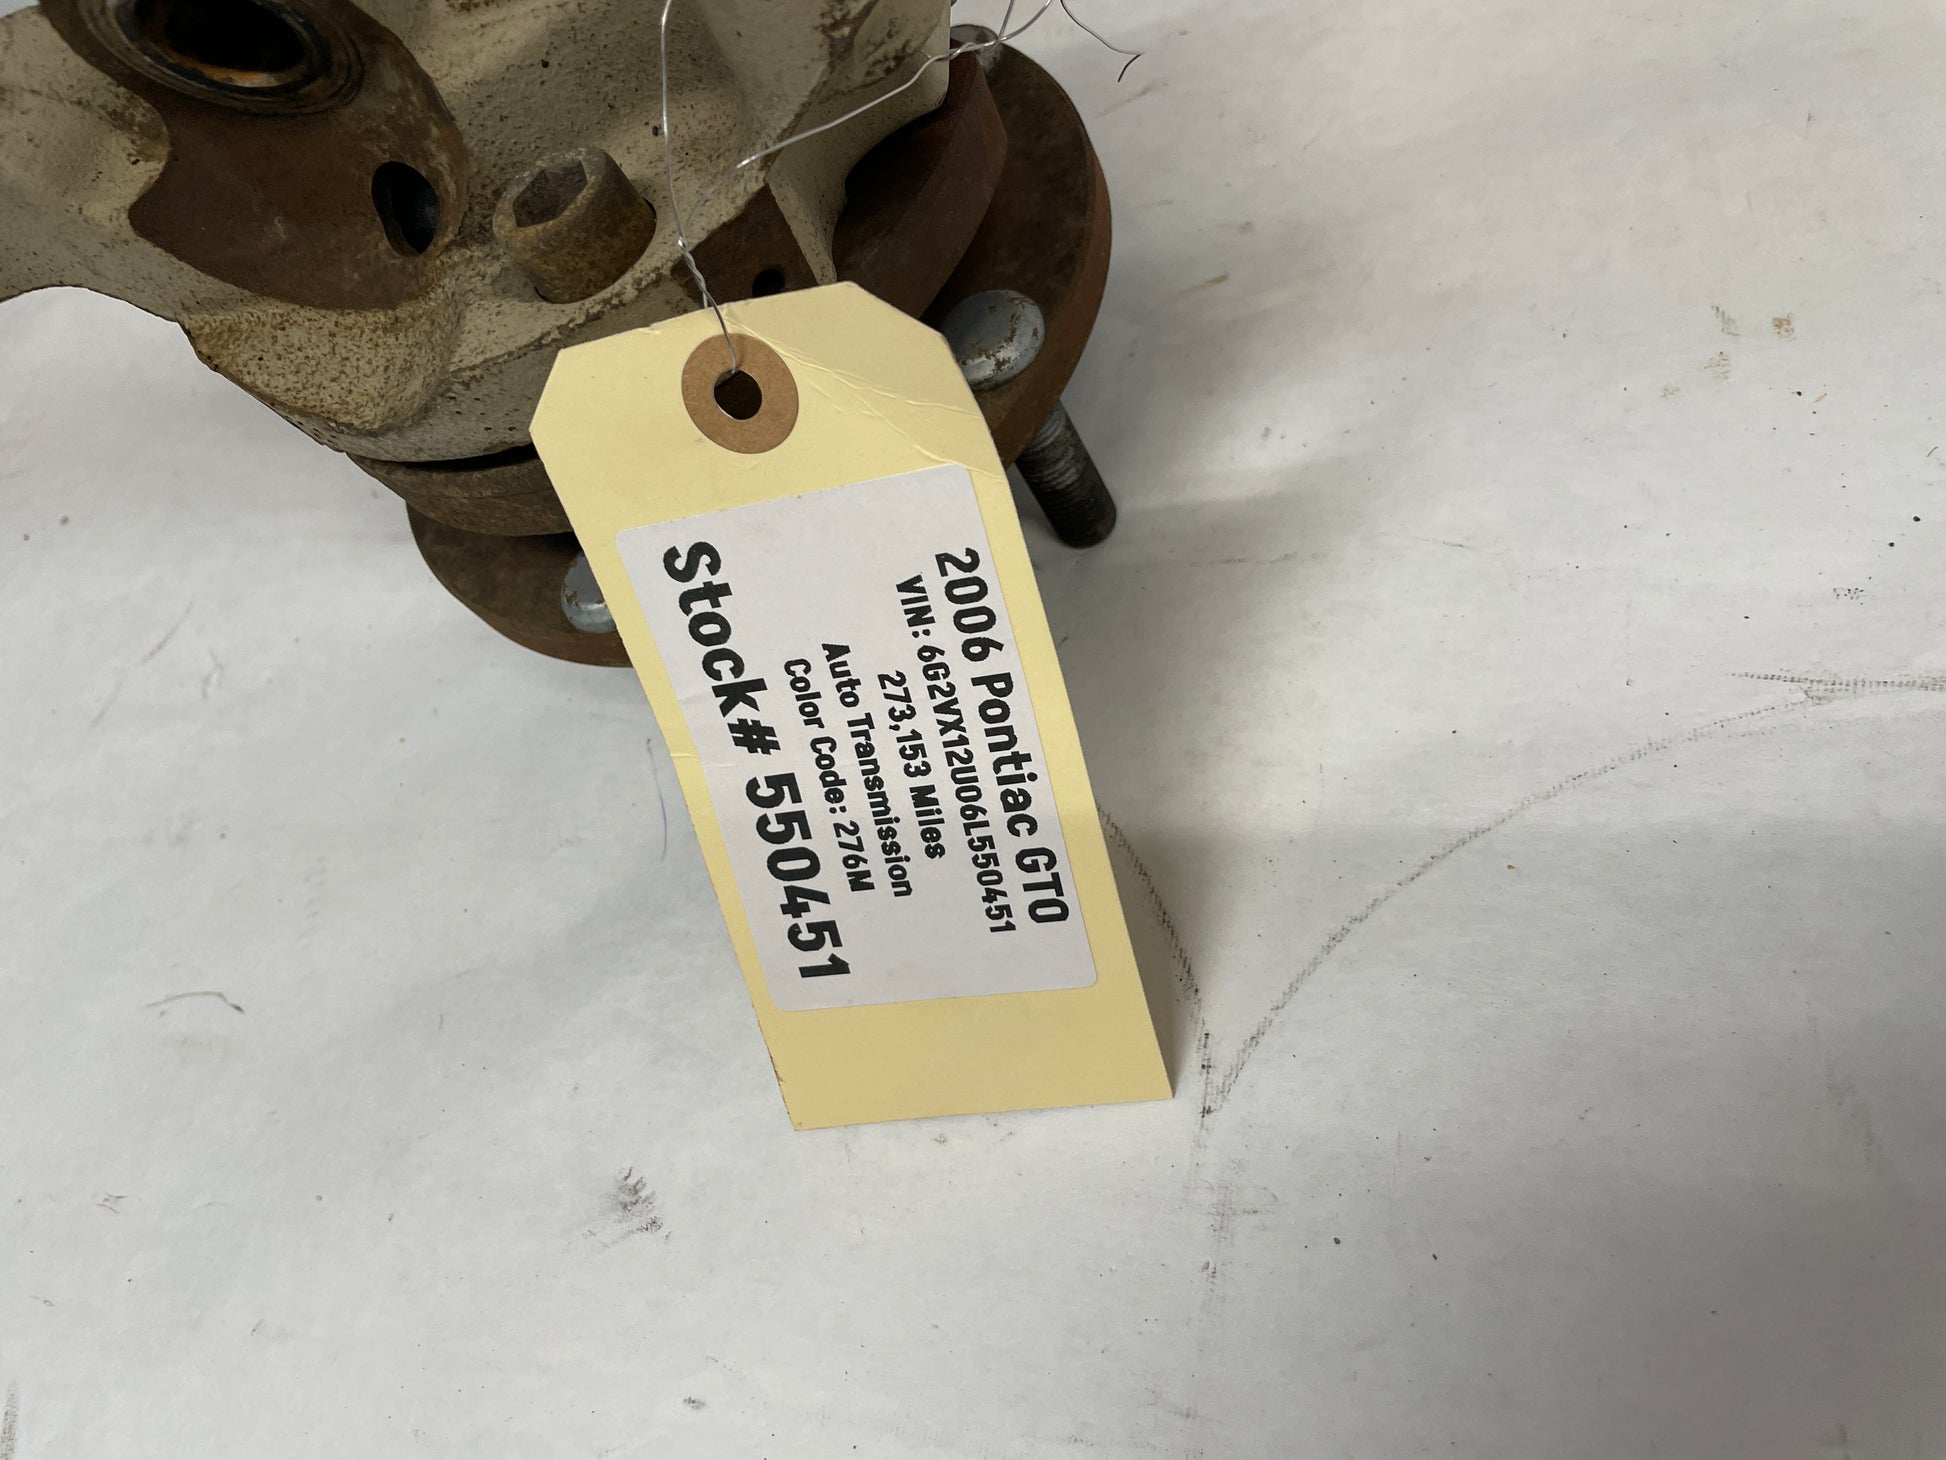 2006 Pontiac GTO
VIN: 6G2VX12U06L550451
273,153 Miles
Auto Transmission
Color Code: 276M
Stock# 550451